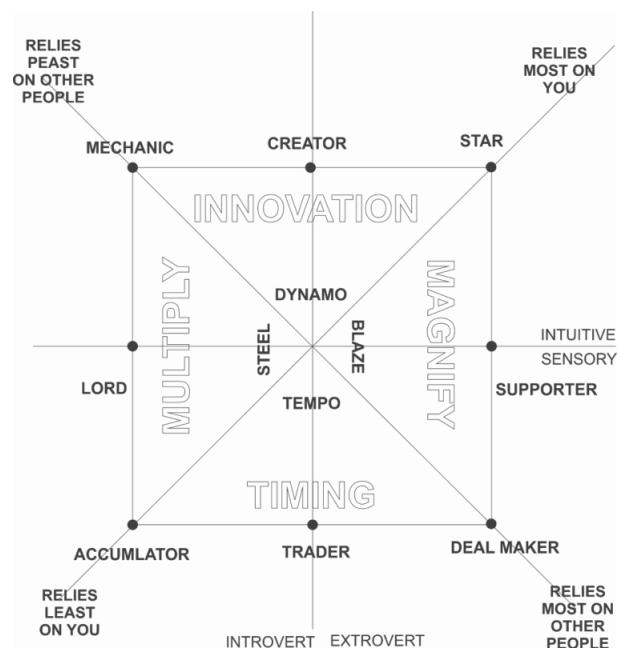 RELIES
PEAST
ON OTHER
PEOPLE
RELIES
MOST ON
YOU
MECHANIC
CREATOR
STAR
INNOVATION
MULTIPLY
MAGNIFY
DYNAMO
STEEL
BLAZE
INTUITIVE
SENSORY
LORD
SUPPORTER
TEMPO
TIMING
ACCUMLATOR
TRADER
DEAL MAKER
RELIES
LEAST
ON YOU
RELIES
MOST ON
OTHER
PEOPLE
INTROVERT
EXTROVERT